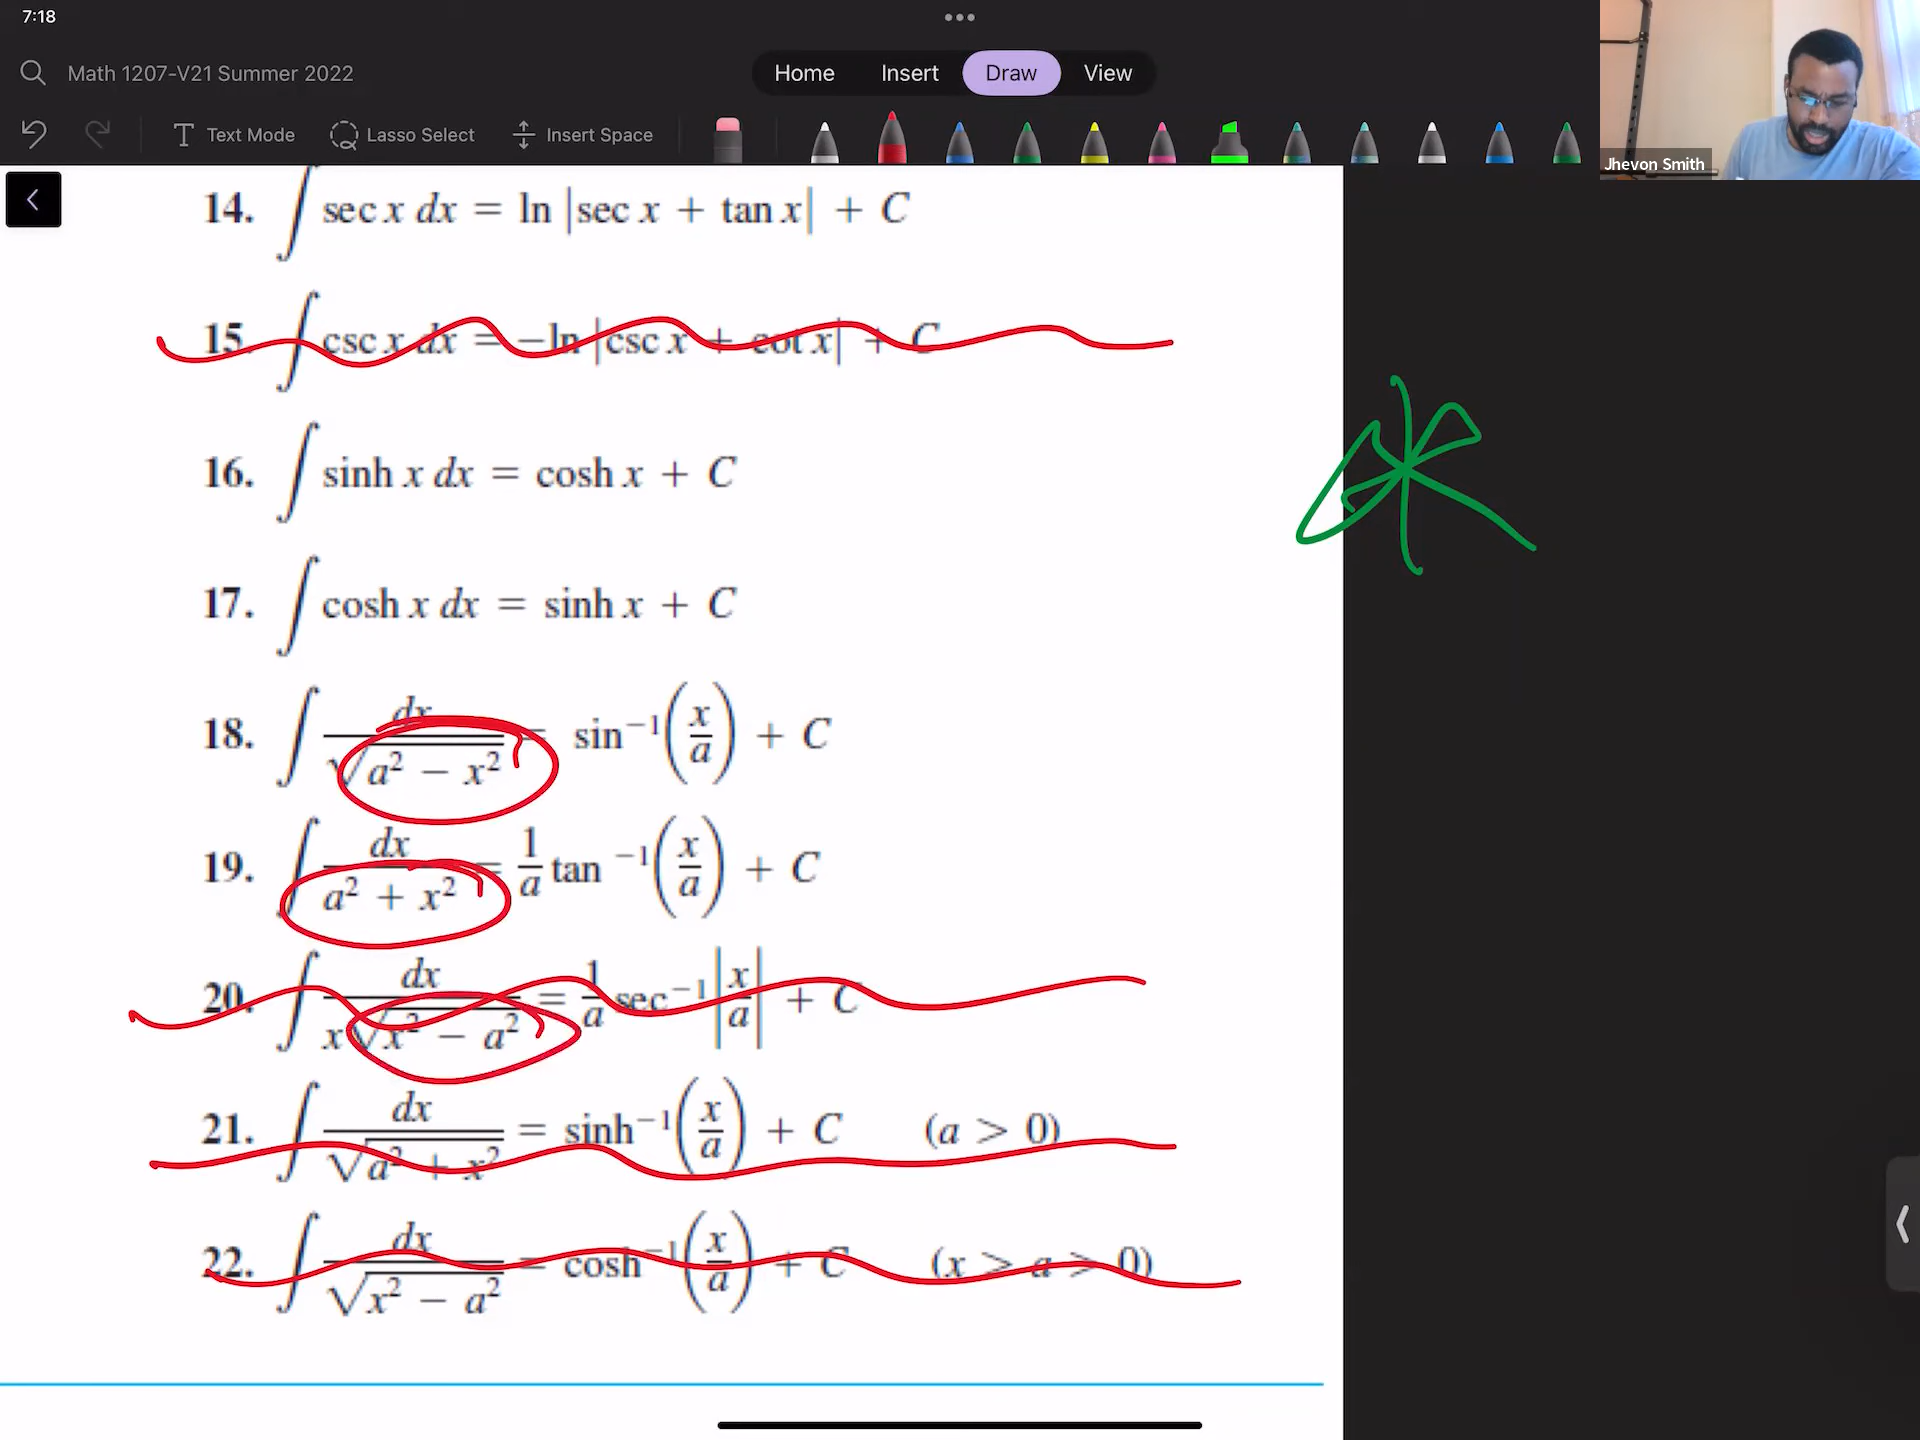 7:18
Math 1207-V21 Summer 2022
Home Insert Draw View
Text Mode Lasso Select Insert Space
Jhevon Smith
14. ∫ sec x dx = ln |sec x + tan x| + C
15. ∫ csc x dx = −ln |csc x + cot x| + C
16. ∫ sinh x dx = cosh x + C
17. ∫ cosh x dx = sinh x + C
18. ∫ dx/√(a² − x²) = sin⁻¹(x/a) + C
19. ∫ dx/(a² + x²) = 1/a tan⁻¹(x/a) + C
20. ∫ dx/(x√(x² − a²)) = 1/a sec⁻¹|x/a| + C
21. ∫ dx/√(a² + x²) = sinh⁻¹(x/a) + C (a > 0)
22. ∫ dx/√(x² − a²) = cosh⁻¹(x/a) + C (x > a > 0)